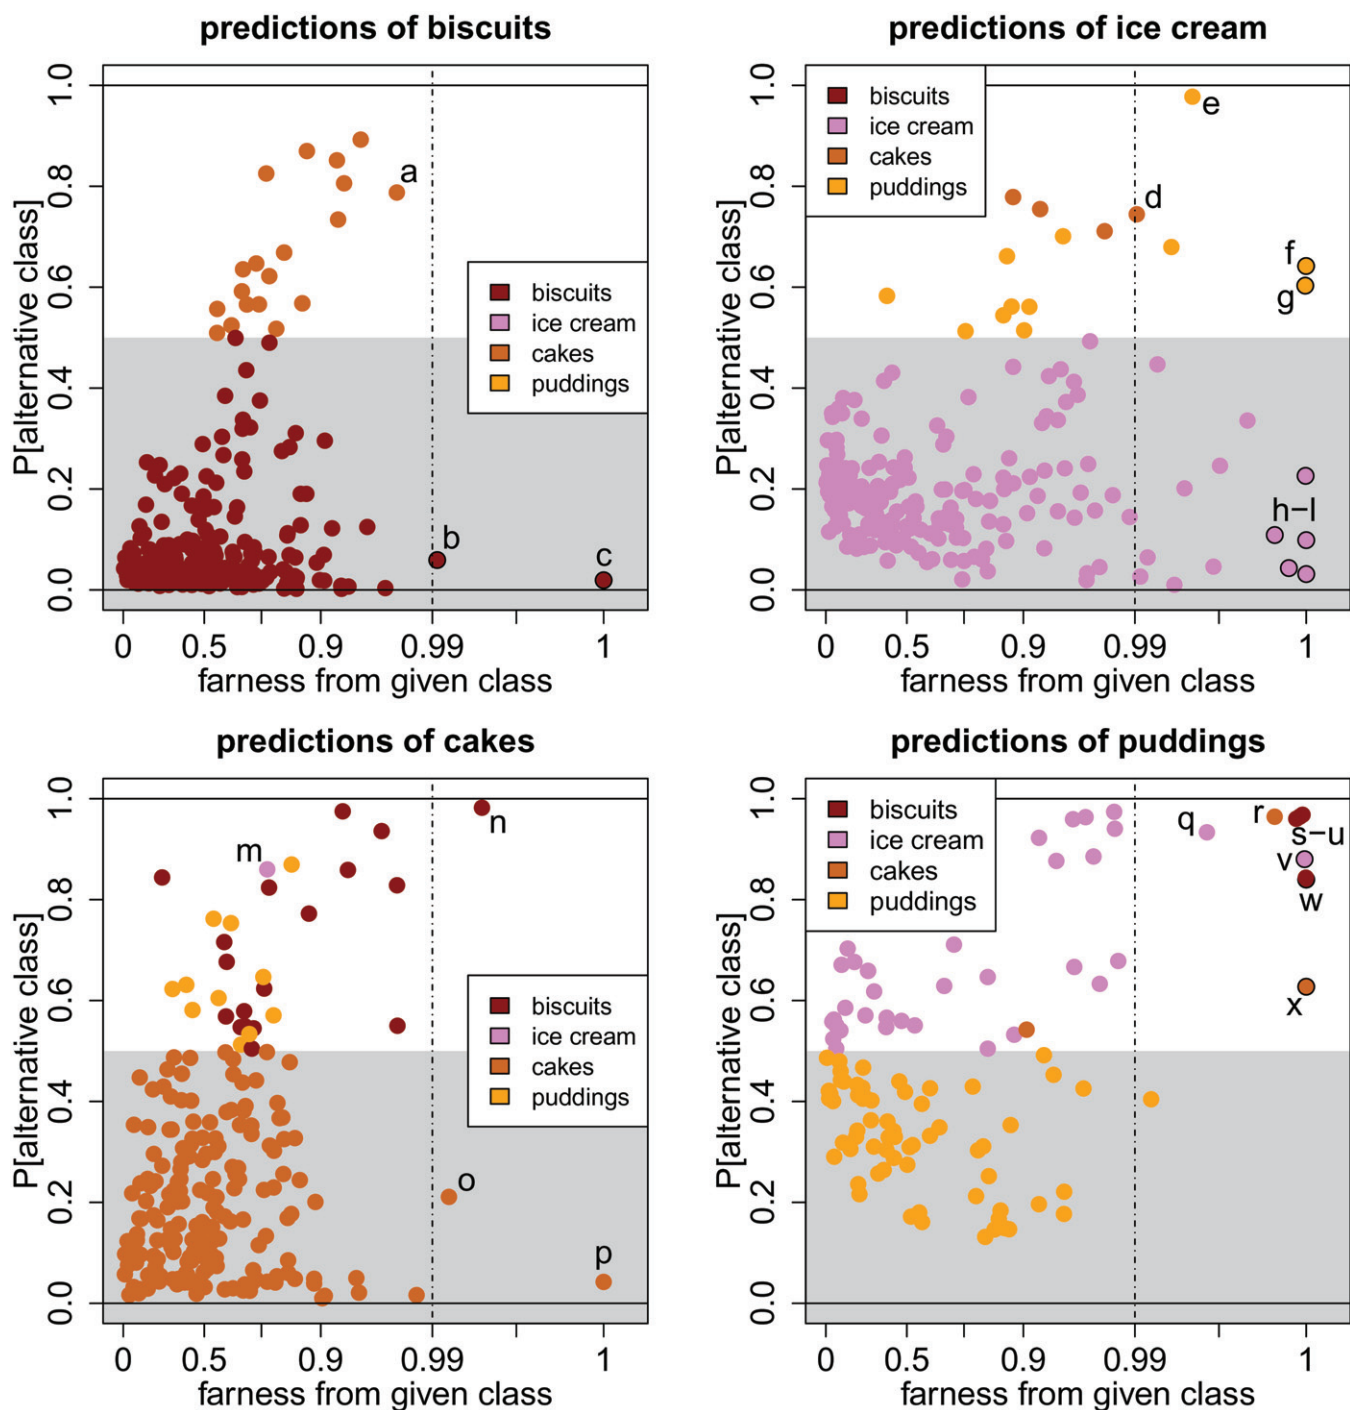 predictions of biscuits
P[alternative class]
0.0 0.2 0.4 0.6 0.8 1.0
a
biscuits
ice cream
cakes
puddings
b
c
0 0.5 0.9 0.99 1
farness from given class
predictions of ice cream
P[alternative class]
0.0 0.2 0.4 0.6 0.8 1.0
biscuits
ice cream
cakes
puddings
e
d
f
g
h-l
0 0.5 0.9 0.99 1
farness from given class
predictions of cakes
P[alternative class]
0.0 0.2 0.4 0.6 0.8 1.0
n
m
biscuits
ice cream
cakes
puddings
o
p
0 0.5 0.9 0.99 1
farness from given class
predictions of puddings
P[alternative class]
0.0 0.2 0.4 0.6 0.8 1.0
biscuits
ice cream
cakes
puddings
q
r
s-u
v
w
x
0 0.5 0.9 0.99 1
farness from given class